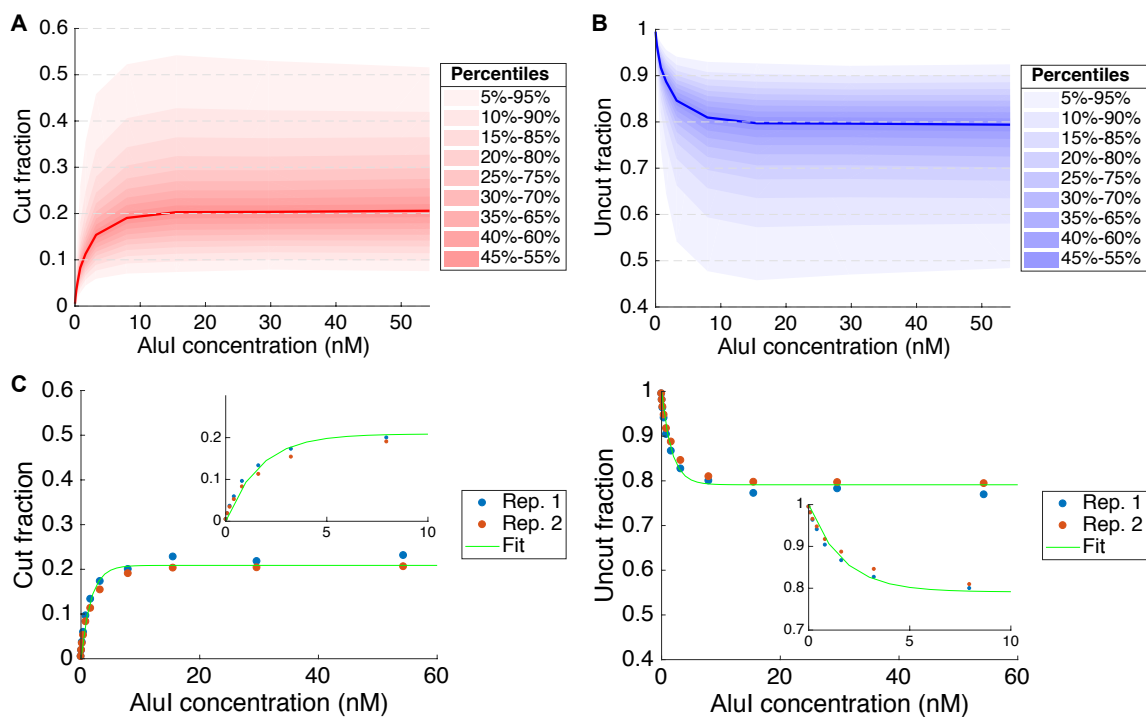 A
0.6
0.5
0.4
0.3
0.2
0.1
0
Cut fraction
0 10 20 30 40 50
AluI concentration (nM)
Percentiles
5%-95%
10%-90%
15%-85%
20%-80%
25%-75%
30%-70%
35%-65%
40%-60%
45%-55%
B
1
0.9
0.8
0.7
0.6
0.5
0.4
Uncut fraction
0 10 20 30 40 50
AluI concentration (nM)
Percentiles
5%-95%
10%-90%
15%-85%
20%-80%
25%-75%
30%-70%
35%-65%
40%-60%
45%-55%
C
0.6
0.5
0.4
0.3
0.2
0.1
0
Cut fraction
0 20 40 60
AluI concentration (nM)
0.2
0.1
0
0 5 10
Rep. 1
Rep. 2
Fit
1
0.9
0.8
0.7
0.6
0.5
0.4
Uncut fraction
0 20 40 60
AluI concentration (nM)
1
0.9
0.8
0.7
0 5 10
Rep. 1
Rep. 2
Fit